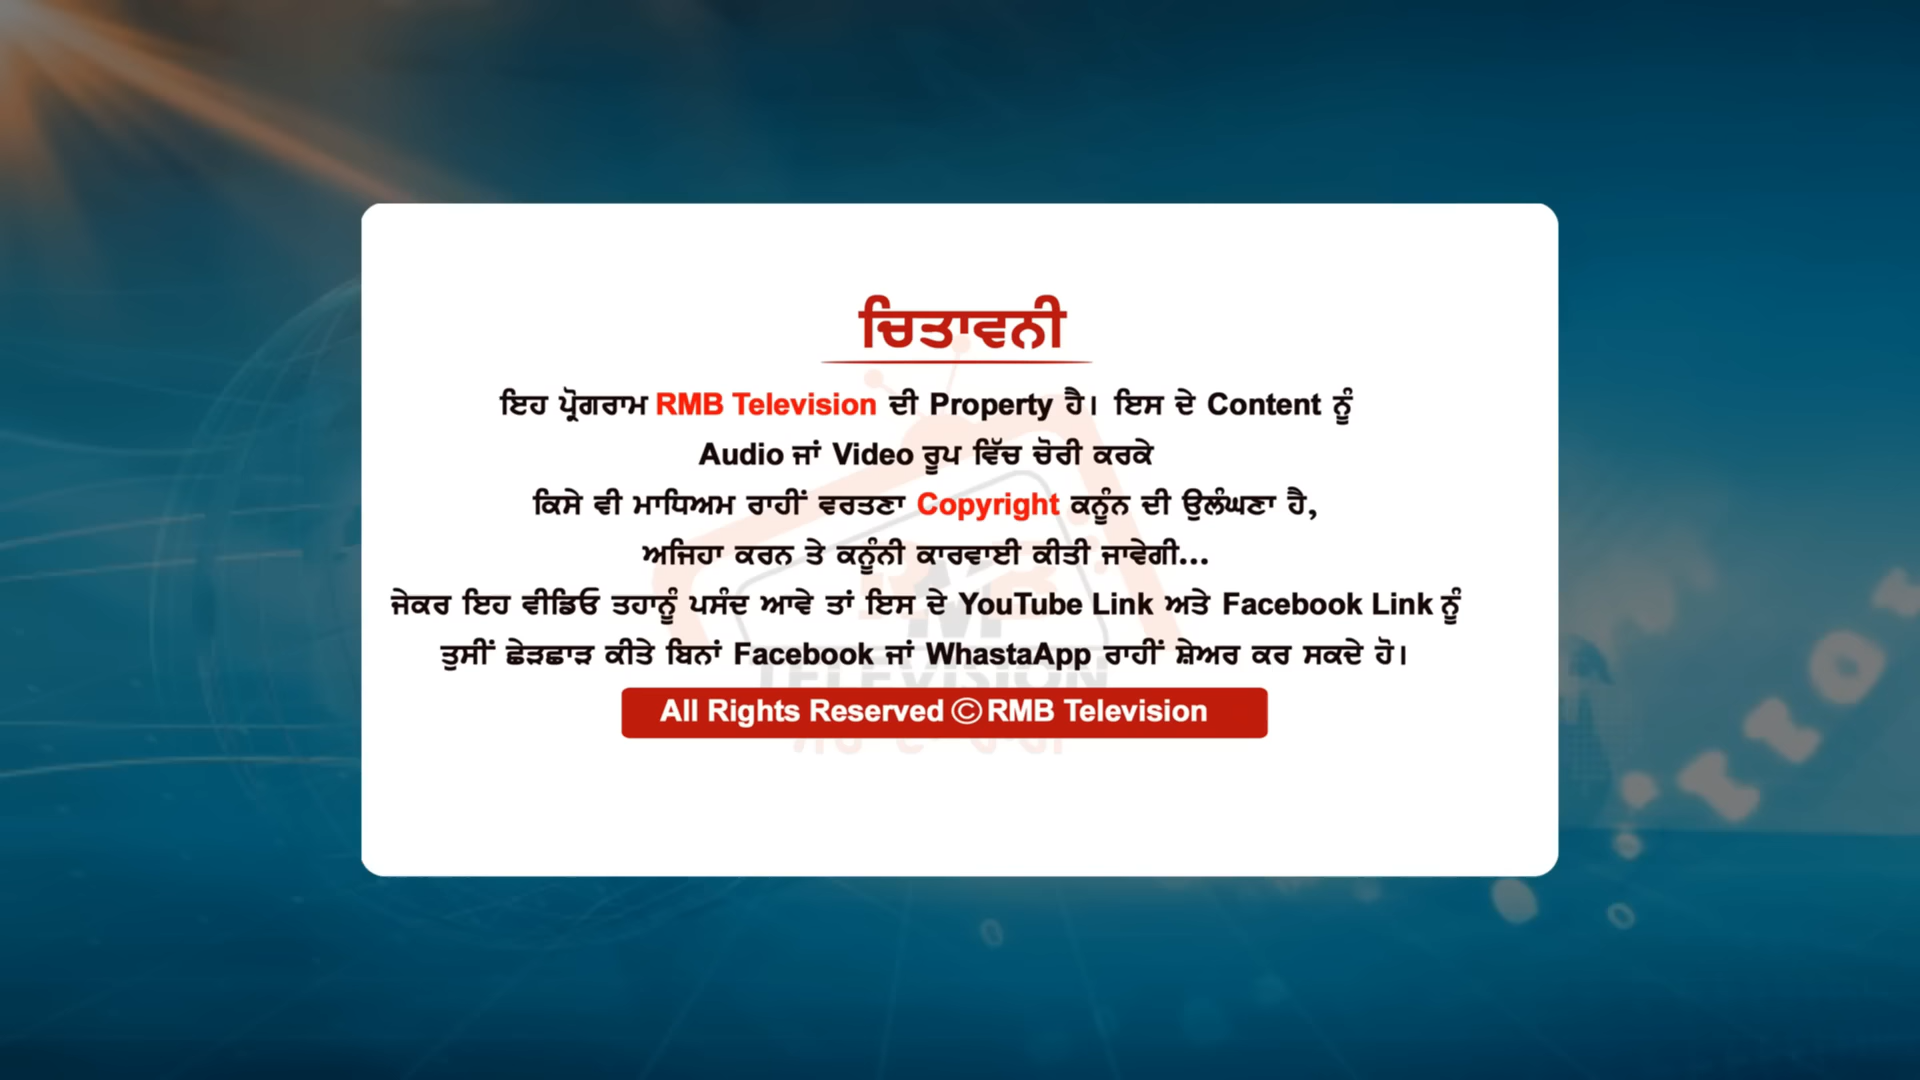 ਚਿਤਾਵਨੀ
ਇਹ ਪ੍ਰੋਗਰਾਮ RMB Television ਦੀ Property ਹੈ। ਇਸ ਦੇ Content ਨੂੰ
Audio ਜਾਂ Video ਰੂਪ ਵਿੱਚ ਚੋਰੀ ਕਰਕੇ
ਕਿਸੇ ਵੀ ਮਾਧਿਅਮ ਰਾਹੀਂ ਵਰਤਣਾ Copyright ਕਨੂੰਨ ਦੀ ਉਲੰਘਣਾ ਹੈ,
ਅਜਿਹਾ ਕਰਨ ਤੇ ਕਨੂੰਨੀ ਕਾਰਵਾਈ ਕੀਤੀ ਜਾਵੇਗੀ...
ਜੇਕਰ ਇਹ ਵੀਡਿਓ ਤਹਾਨੂੰ ਪਸੰਦ ਆਵੇ ਤਾਂ ਇਸ ਦੇ YouTube Link ਅਤੇ Facebook Link ਨੂੰ
ਤੁਸੀਂ ਛੇੜਛਾੜ ਕੀਤੇ ਬਿਨਾਂ Facebook ਜਾਂ WhastaApp ਰਾਹੀਂ ਸ਼ੇਅਰ ਕਰ ਸਕਦੇ ਹੋ।
TELEVISION
All Rights Reserved © RMB Television